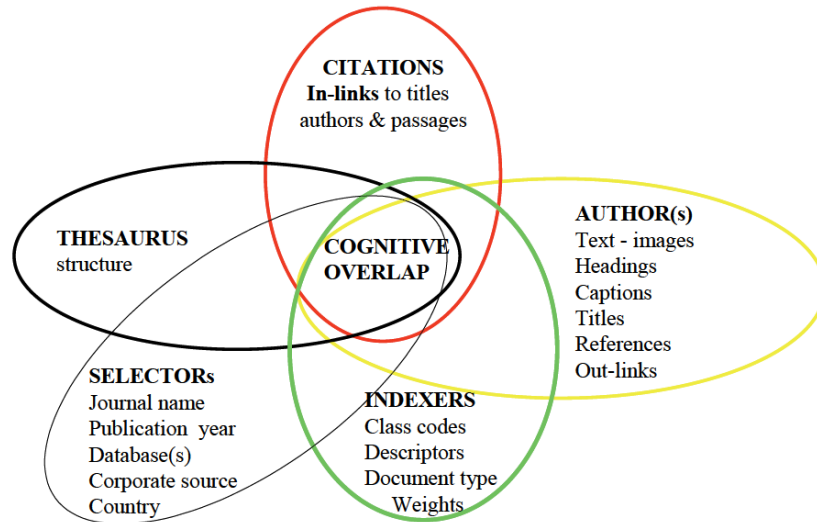 CITATIONS
In-links to titles
authors & passages
THESAURUS
structure
COGNITIVE
OVERLAP
AUTHOR(s)
Text - images
Headings
Captions
Titles
References
Out-links
SELECTORs
Journal name
Publication year
Database(s)
Corporate source
Country
INDEXERS
Class codes
Descriptors
Document type
Weights